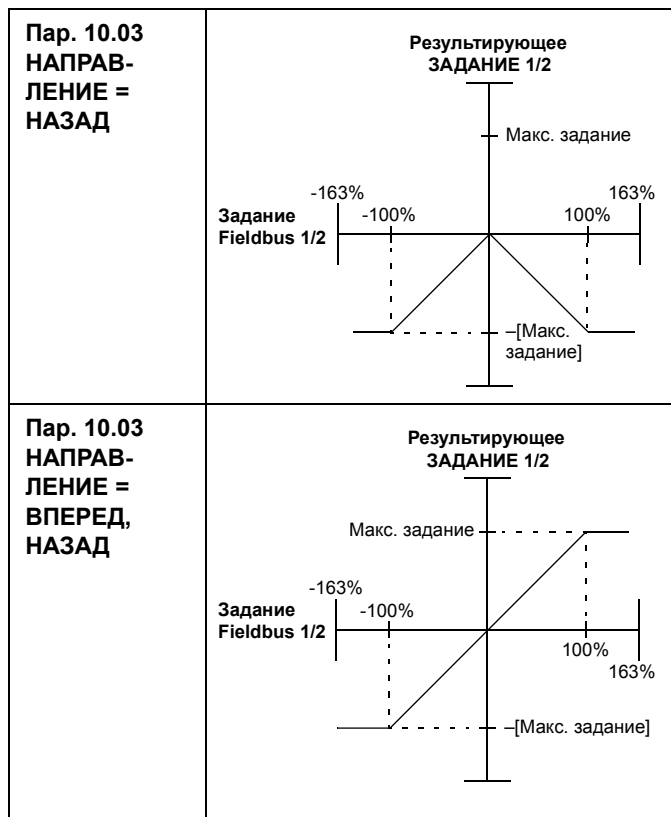 Пар. 10.03
НАПРАВ-
ЛЕНИЕ =
НАЗАД
Результирующее
ЗАДАНИЕ 1/2
Макс. задание
-163%
163%
Задание
Fieldbus 1/2
-100%
100%
–[Макс.
задание]
Пар. 10.03
НАПРАВ-
ЛЕНИЕ =
ВПЕРЕД,
НАЗАД
Результирующее
ЗАДАНИЕ 1/2
Макс. задание
-163%
Задание
Fieldbus 1/2
-100%
100%
163%
–[Макс. задание]